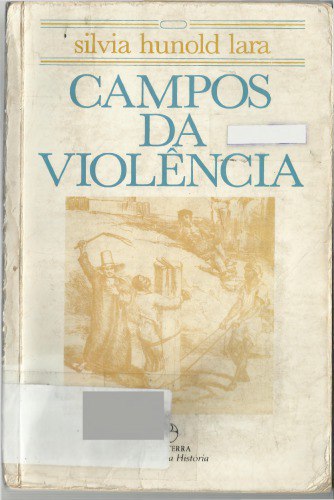 silvia hunold lara
CAMPOS
DA
VIOLÊNCIA
TERRA
a História